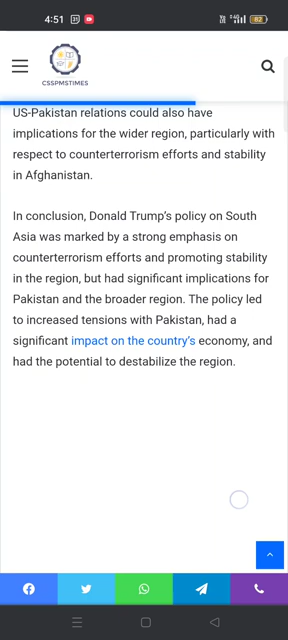 4:51
31
82
CSSPMSTIMES
US-Pakistan relations could also have
implications for the wider region, particularly with
respect to counterterrorism efforts and stability
in Afghanistan.
In conclusion, Donald Trump's policy on South
Asia was marked by a strong emphasis on
counterterrorism efforts and promoting stability
in the region, but had significant implications for
Pakistan and the broader region. The policy led
to increased tensions with Pakistan, had a
significant impact on the country's economy, and
had the potential to destabilize the region.